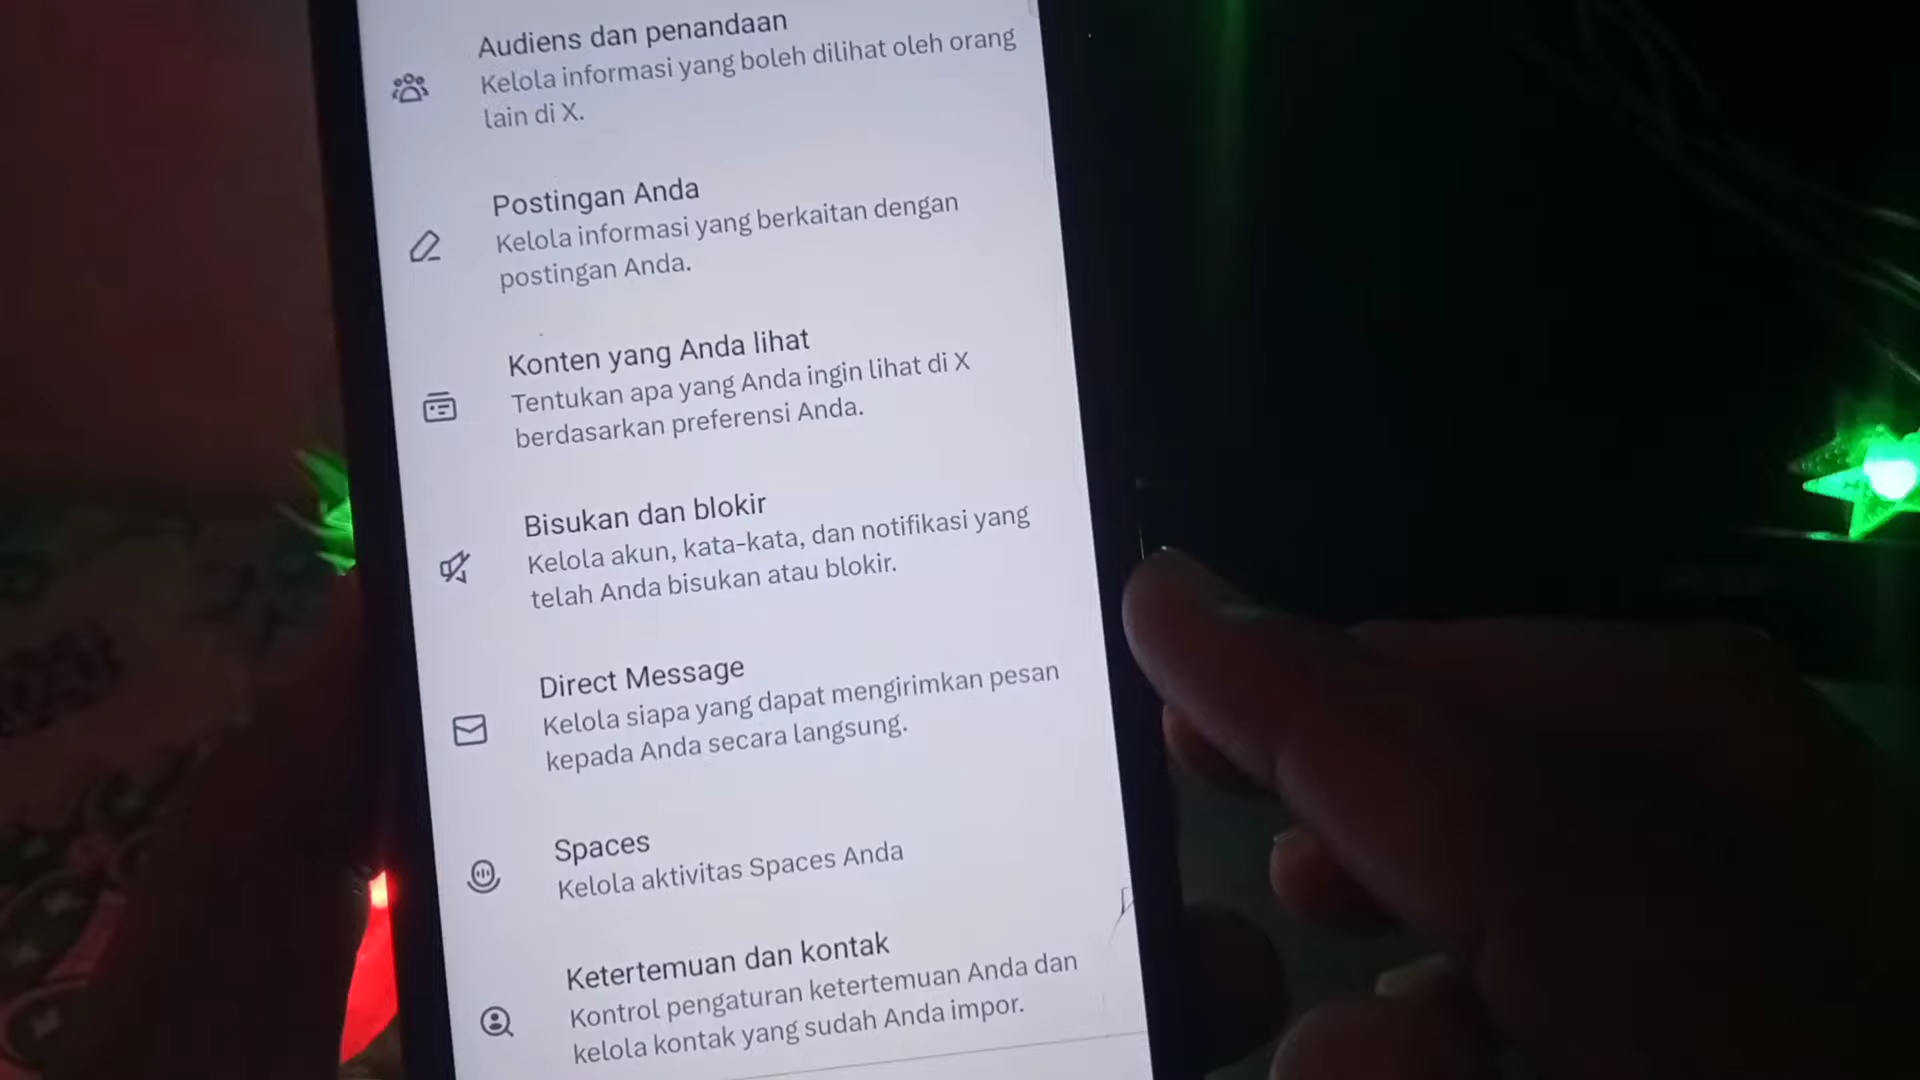 Audiens dan penandaan
Kelola informasi yang boleh dilihat oleh orang
lain di X.
Postingan Anda
Kelola informasi yang berkaitan dengan
postingan Anda.
Konten yang Anda lihat
Tentukan apa yang Anda ingin lihat di X
berdasarkan preferensi Anda.
Bisukan dan blokir
Kelola akun, kata-kata, dan notifikasi yang
telah Anda bisukan atau blokir.
Direct Message
Kelola siapa yang dapat mengirimkan pesan
kepada Anda secara langsung.
Spaces
Kelola aktivitas Spaces Anda
Ketertemuan dan kontak
Kontrol pengaturan ketertemuan Anda dan
kelola kontak yang sudah Anda impor.